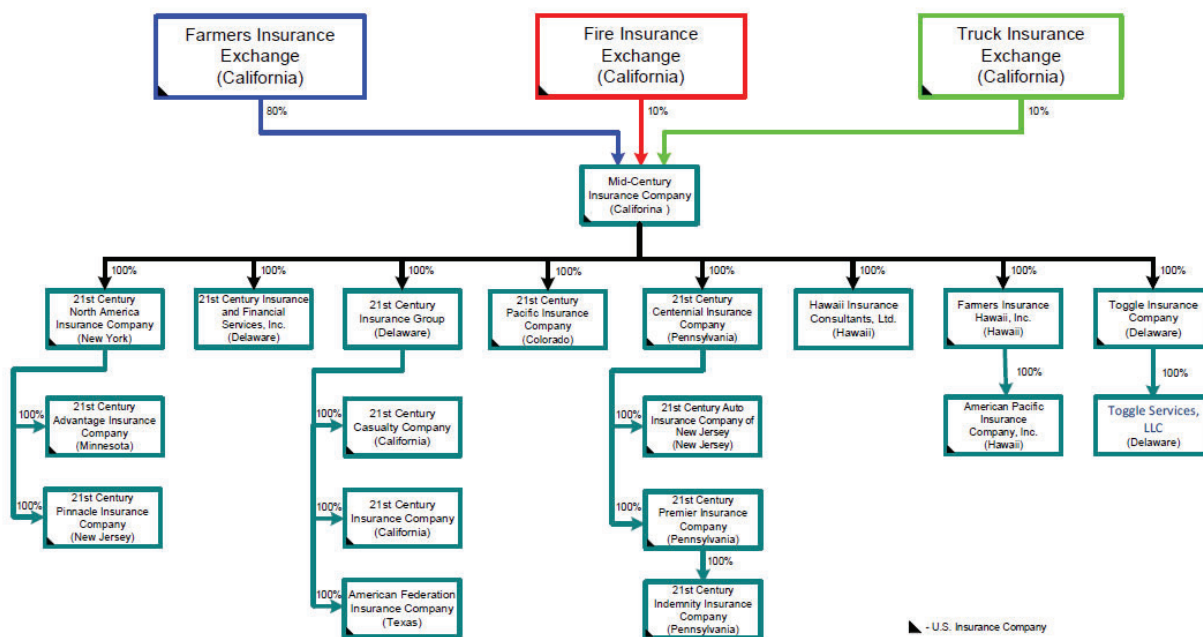 Farmers Insurance
Exchange
(California)
Fire Insurance
Exchange
(California)
Truck Insurance
Exchange
(California)
80%
10%
10%
Mid-Century
Insurance Company
(Califorina )
100%
100%
100%
100%
100%
100%
100%
100%
21st Century
North America
Insurance Company
(New York)
21st Century Insurance
and Financial
Services, Inc.
(Delaware)
21st Century
Insurance Group
(Delaware)
21st Century
Pacific Insurance
Company
(Colorado)
21st Century
Centennial Insurance
Company
(Pennsylvania)
Hawaii Insurance
Consultants, Ltd.
(Hawaii)
Farmers Insurance
Hawaii, Inc.
(Hawaii)
Toggle Insurance
Company
(Delaware)
100%
21st Century
Advantage Insurance
Company
(Minnesota)
100%
21st Century
Casualty Company
(California)
100%
21st Century Auto
Insurance Company of
New Jersey
(New Jersey)
100%
American Pacific
Insurance
Company, Inc.
(Hawaii)
100%
Toggle Services,
LLC
(Delaware)
100%
21st Century
Pinnacle Insurance
Company
(New Jersey)
100%
21st Century
Insurance Company
(California)
100%
21st Century
Premier Insurance
Company
(Pennsylvania)
100%
American Federation
Insurance Company
(Texas)
100%
21st Century
Indemnity Insurance
Company
(Pennsylvania)
- U.S. Insurance Company